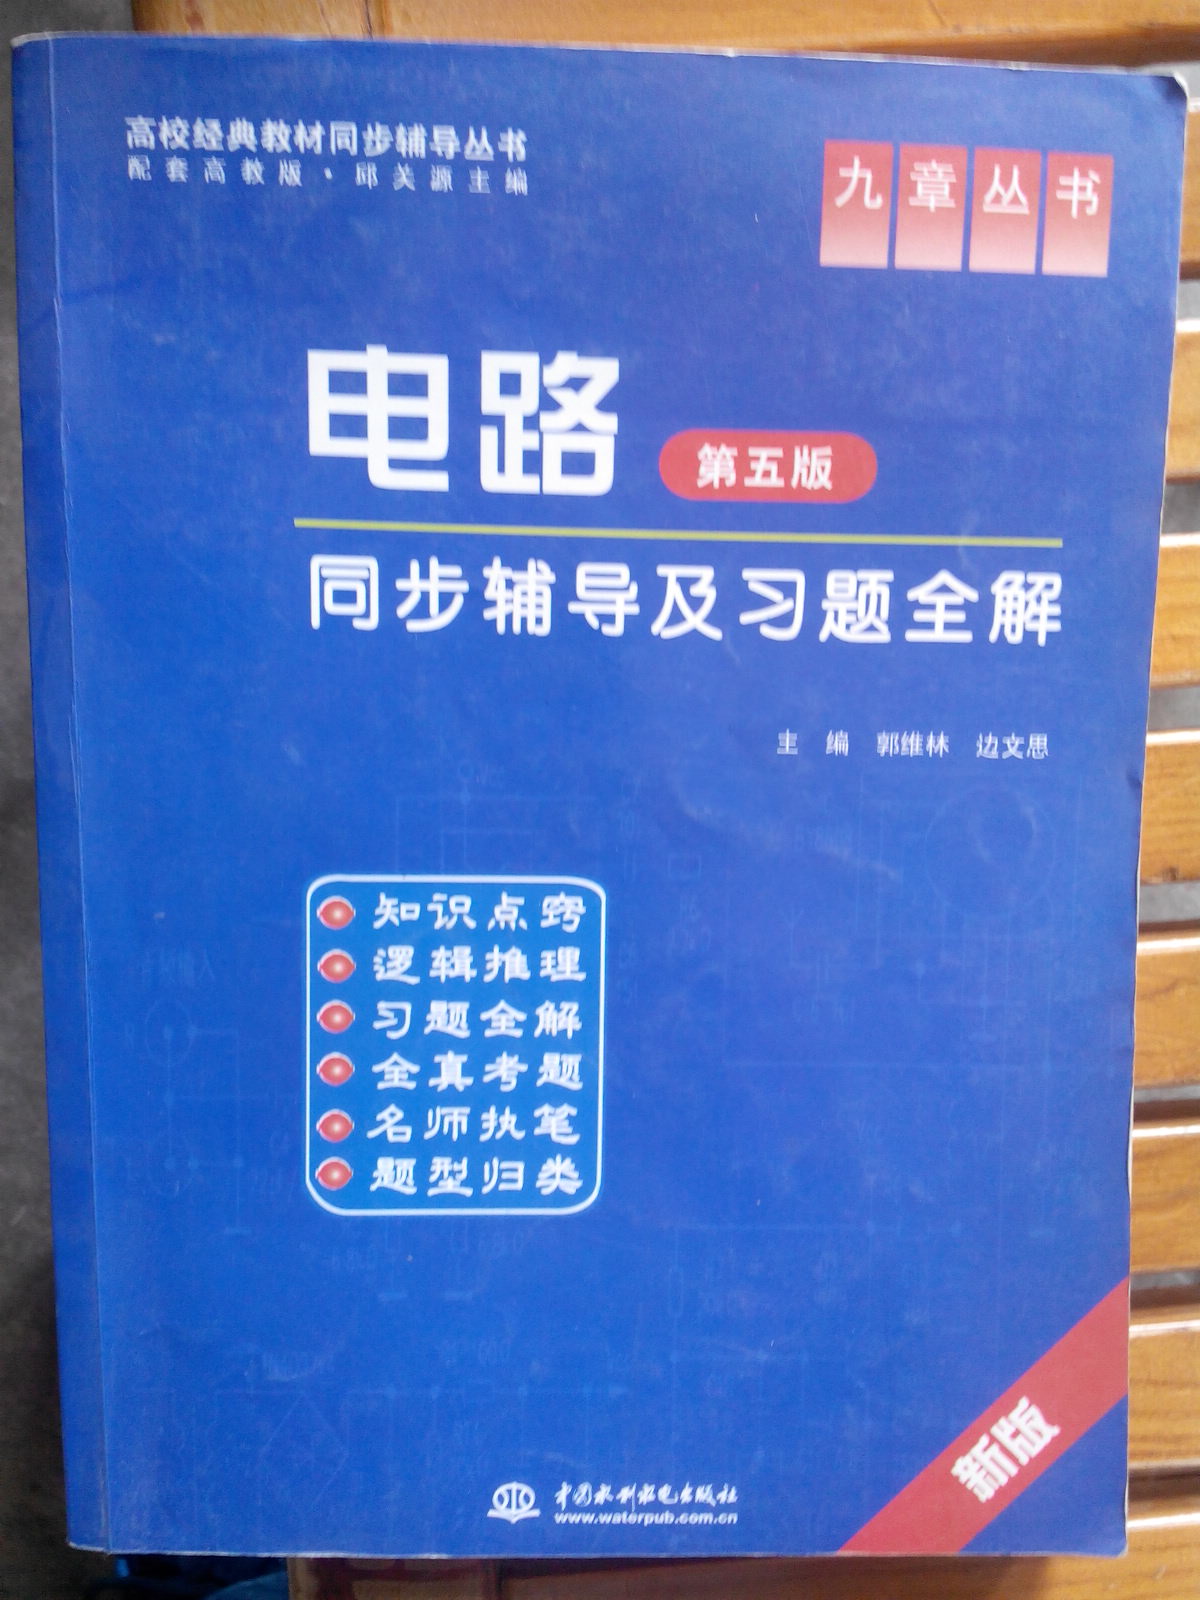 高校经典教材同步辅导丛书
配套高教版·邱关源主编
九章丛书
电路
第五版
同步辅导及习题全解
主编 郭维林 边文思
知识点窍
逻辑推理
习题全解
全真考题
名师执笔
题型归类
新版
中国水利水电出版社
www.waterpub.com.cn